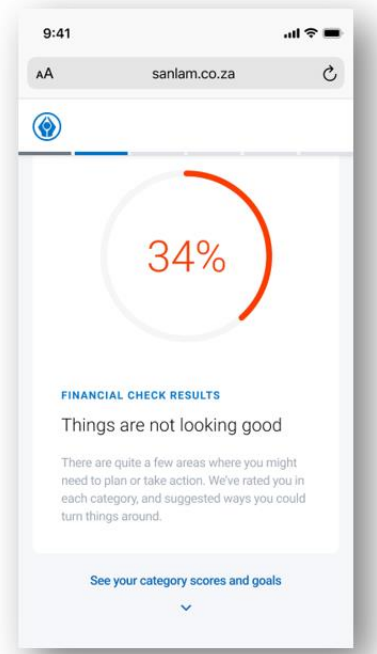 9:41
AA sanlam.co.za
34%
FINANCIAL CHECK RESULTS
Things are not looking good
There are quite a few areas where you might
need to plan or take action. We've rated you in
each category, and suggested ways you could
turn things around.
See your category scores and goals